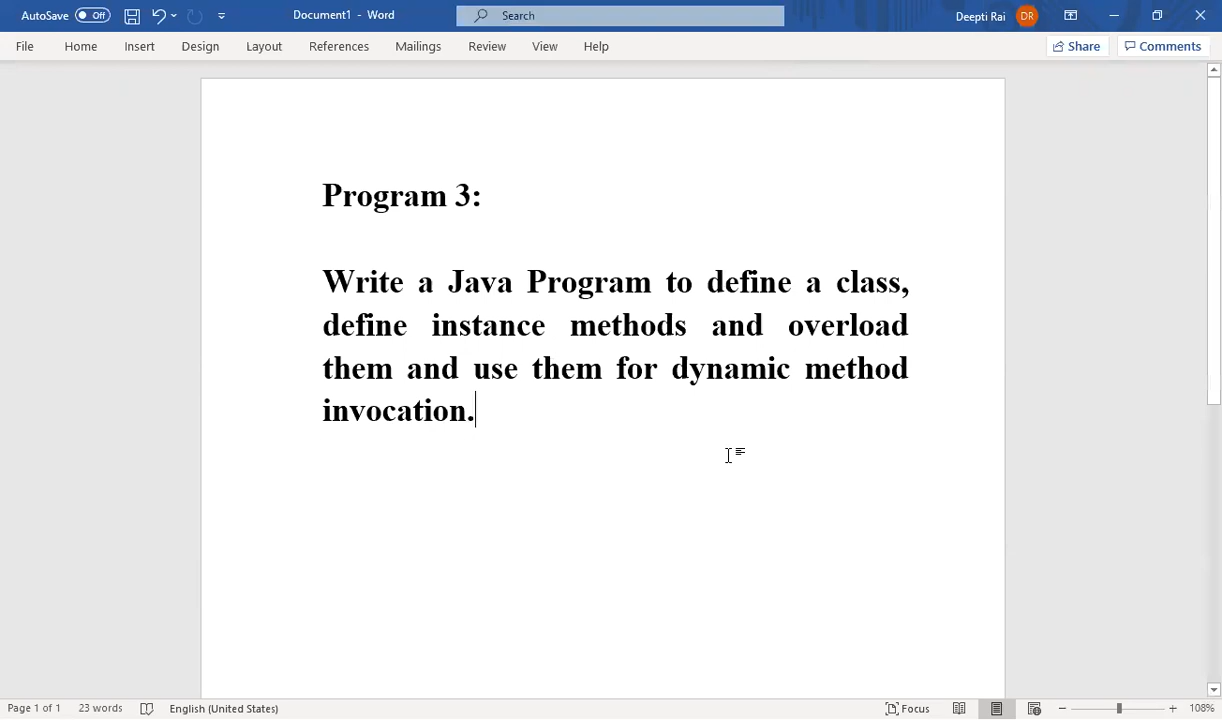 AutoSave Off Document1 - Word Search Deepti Rai DR
File Home Insert Design Layout References Mailings Review View Help Share Comments
Program 3:
Write a Java Program to define a class,
define instance methods and overload
them and use them for dynamic method
invocation.
Page 1 of 1 23 words English (United States) Focus 108%